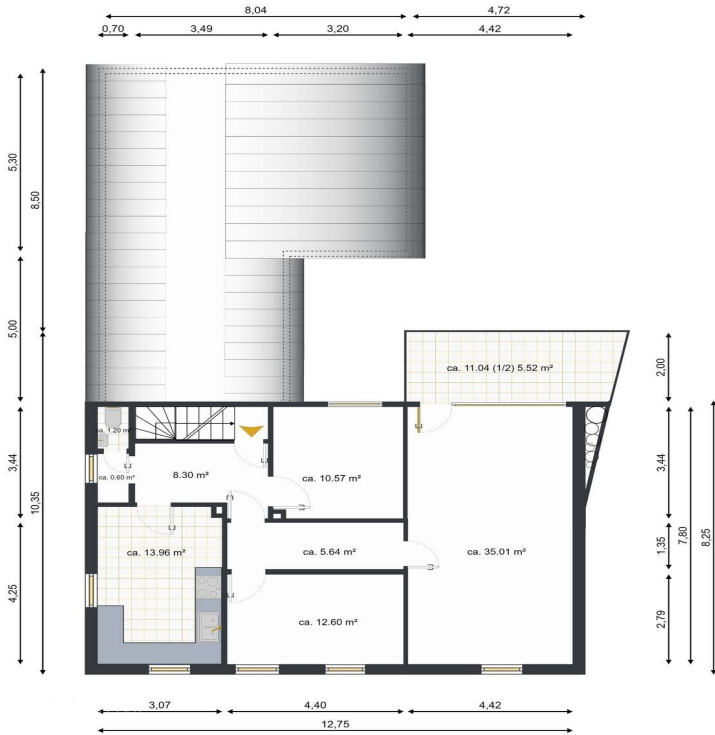 8,04
4,72
0,70
3,49
3,20
4,42
5,30
8,50
5,00
10,35
3,44
4,25
2,00
3,44
1,35
7,80
8,25
2,79
ca. 11.04 (1/2) 5.52 m²
ca. 1.20 m²
ca. 0.60 m²
8.30 m²
ca. 10.57 m²
ca. 13.96 m²
ca. 5.64 m²
ca. 35.01 m²
ca. 12.60 m²
3,07
4,40
4,42
12,75